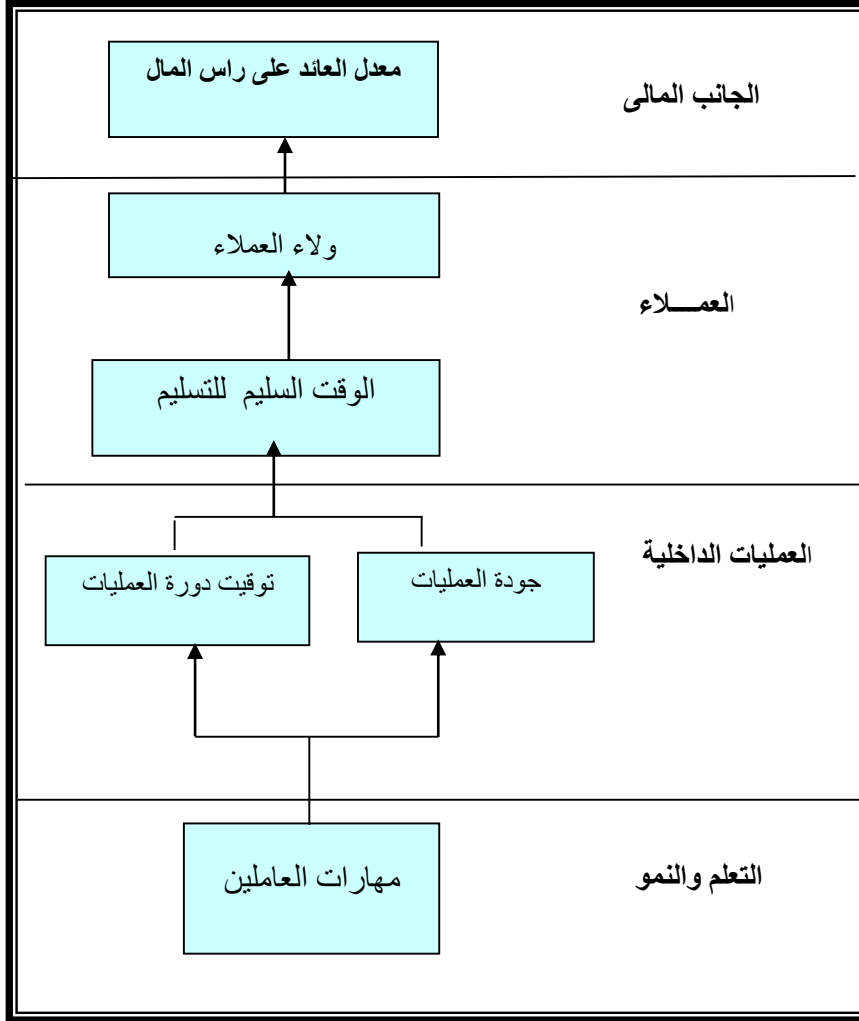 معدل العائد على راس المال
الجانب المالى
ولاء العملاء
العمـــلاء
الوقت السليم للتسليم
العمليات الداخلية
جودة العمليات
توقيت دورة العمليات
مهارات العاملين
التعلم والنمو